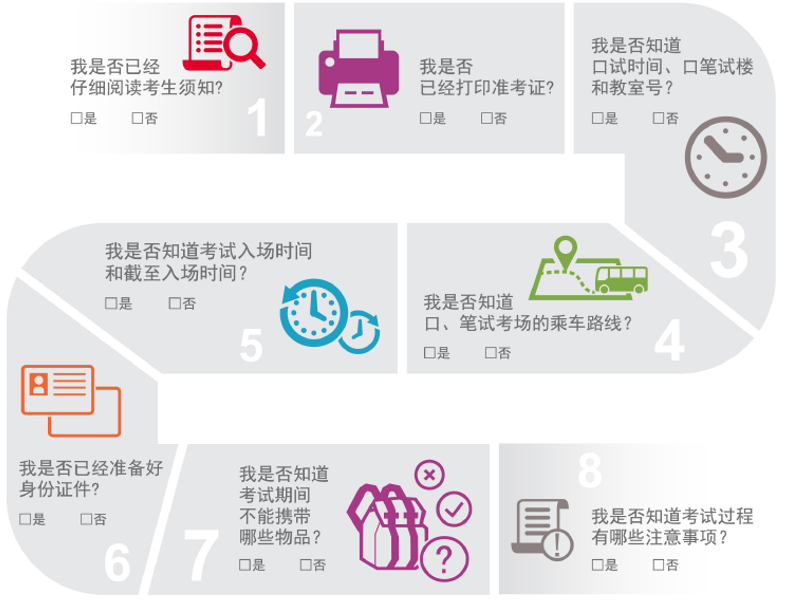 我是否已经
仔细阅读考生须知?
□是 □否
1
我是否
已经打印准考证?
□是 □否
2
我是否知道
口试时间、口笔试楼
和教室号?
□是 □否
3
我是否知道
口、笔试考场的乘车路线?
□是 □否
4
我是否知道考试入场时间
和截至入场时间?
□是 □否
5
我是否已经准备好
身份证件?
□是 □否
6
我是否知道
考试期间
不能携带
哪些物品?
□是 □否
7
?
8
我是否知道考试过程
有哪些注意事项?
□是 □否
!